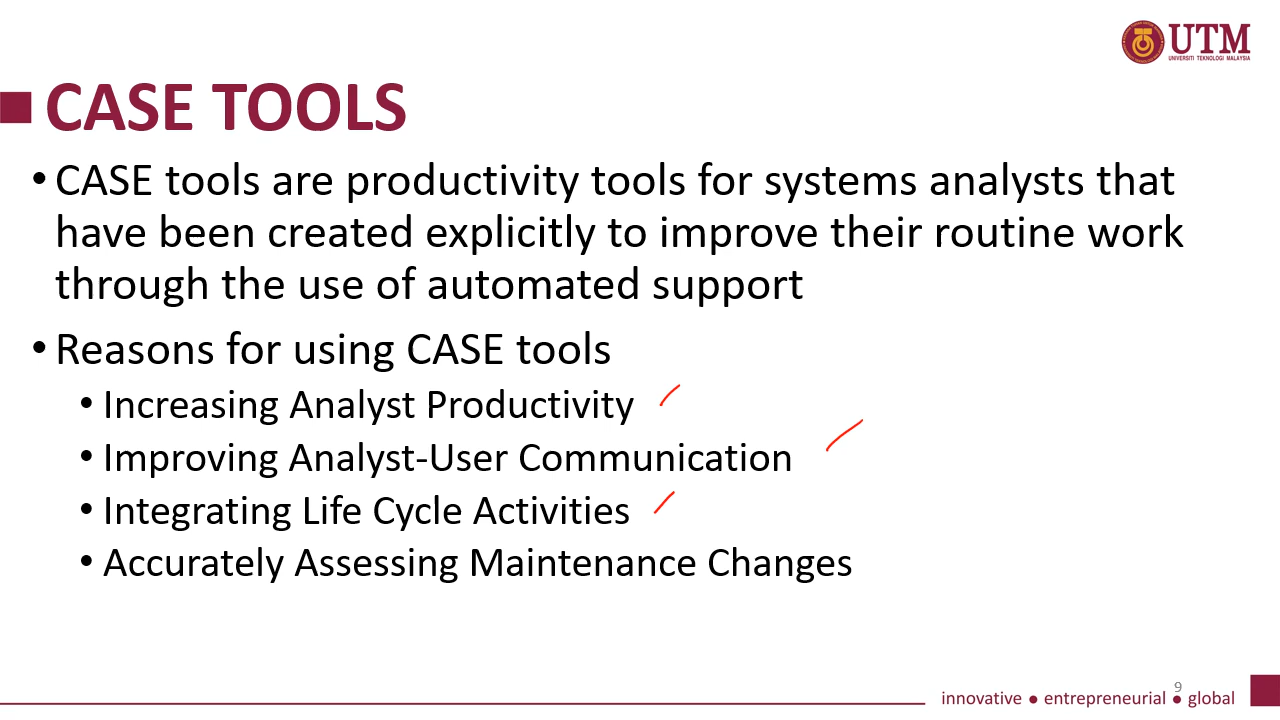 UTM
UNIVERSITI TEKNOLOGI MALAYSIA
CASE TOOLS
• CASE tools are productivity tools for systems analysts that
have been created explicitly to improve their routine work
through the use of automated support
• Reasons for using CASE tools
• Increasing Analyst Productivity
• Improving Analyst-User Communication
• Integrating Life Cycle Activities
• Accurately Assessing Maintenance Changes
9
innovative ● entrepreneurial ● global